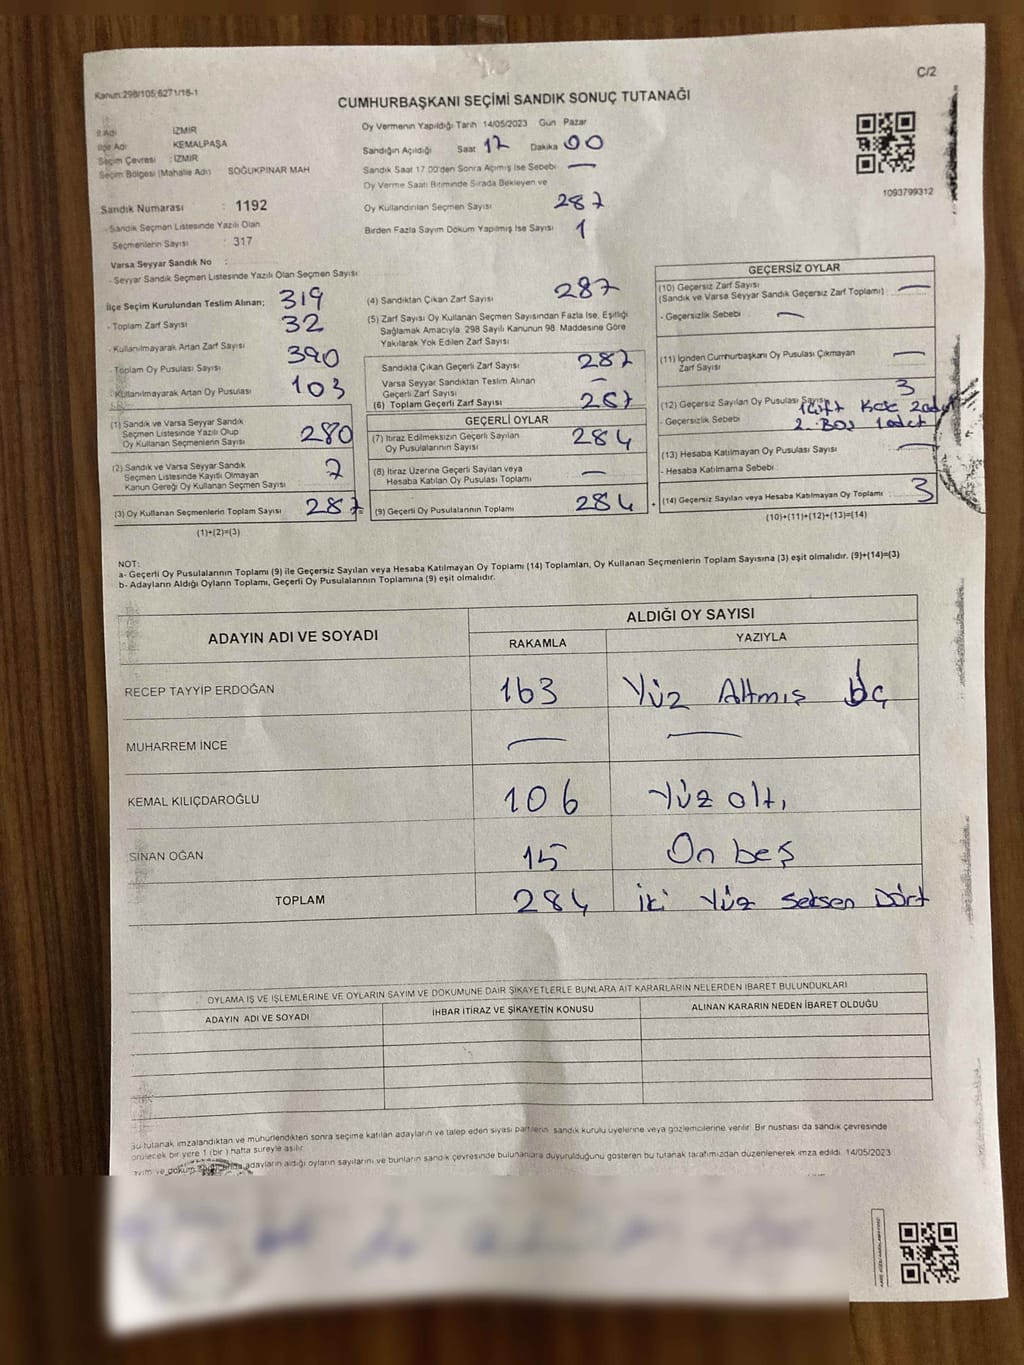 C/2
Kanun:298/105;6271/16-1
CUMHURBAŞKANI SEÇİMİ SANDIK SONUÇ TUTANAĞI
İl Adı İZMİR
İlçe Adı KEMALPAŞA
Seçim Çevresi : İZMİR
Seçim Bölgesi (Mahalle Adı) SOĞUKPINAR MAH
Sandık Numarası : 1192
- Sandık Seçmen Listesinde Yazılı Olan
Seçmenlerin Sayısı : 317
Varsa Seyyar Sandık No :
- Seyyar Sandık Seçmen Listesinde Yazılı Olan Seçmen Sayısı
Oy Vermenin Yapıldığı Tarih 14/05/2023 Gün Pazar
Sandığın Açıldığı Saat 17 Dakika 00
Sandık Saat 17.00'den Sonra Açımış İse Sebebi —
Oy Verme Saati Bitiminde Sırada Bekleyen ve
Oy Kullandırılan Seçmen Sayısı 287
Birden Fazla Sayım Döküm Yapılmış İse Sayısı 1
1093799312
İlçe Seçim Kurulundan Teslim Alınan;
- Toplam Zarf Sayısı 319
- Kullanılmayarak Artan Zarf Sayısı 32
- Toplam Oy Pusulası Sayısı 390
- Kullanılmayarak Artan Oy Pusulası 103
(1) Sandık ve Varsa Seyyar Sandık
Seçmen Listesinde Yazılı Olup
Oy Kullanan Seçmenlerin Sayısı 280
(2) Sandık ve Varsa Seyyar Sandık
Seçmen Listesinde Kayıtlı Olmayan
Kanun Gereği Oy Kullanan Seçmen Sayısı 7
(3) Oy Kullanan Seçmenlerin Toplam Sayısı 287
(1)+(2)=(3)
(4) Sandıktan Çıkan Zarf Sayısı 287
(5) Zarf Sayısı Oy Kullanan Seçmen Sayısından Fazla İse, Eşitliği
Sağlamak Amacıyla 298 Sayılı Kanunun 98. Maddesine Göre
Yakılarak Yok Edilen Zarf Sayısı
Sandıkta Çıkan Geçerli Zarf Sayısı 287
Varsa Seyyar Sandıktan Teslim Alınan
Geçerli Zarf Sayısı —
(6) Toplam Geçerli Zarf Sayısı 287
GEÇERLİ OYLAR
(7) İtiraz Edilmeksizin Geçerli Sayılan
Oy Pusulalarının Sayısı 284
(8) İtiraz Üzerine Geçerli Sayılan veya
Hesaba Katılan Oy Pusulası Toplamı —
(9) Geçerli Oy Pusulalarının Toplamı 284
GEÇERSİZ OYLAR
(10) Geçersiz Zarf Sayısı —
(Sandık ve Varsa Seyyar Sandık Geçersiz Zarf Toplamı)
- Geçersizlik Sebebi —
(11) İçinden Cumhurbaşkanı Oy Pusulası Çıkmayan
Zarf Sayısı —
(12) Geçersiz Sayılan Oy Pusulası Sayısı 3
- Geçersizlik Sebebi 2 Boş 1 adet
(13) Hesaba Katılmayan Oy Pusulası Sayısı —
- Hesaba Katılmama Sebebi
(14) Geçersiz Sayılan veya Hesaba Katılmayan Oy Toplamı 3
(10)+(11)+(12)+(13)=(14)
NOT:
a- Geçerli Oy Pusulalarının Toplamı (9) ile Geçersiz Sayılan veya Hesaba Katılmayan Oy Toplamı (14) Toplamları, Oy Kullanan Seçmenlerin Toplam Sayısına (3) eşit olmalıdır. (9)+(14)=(3)
b- Adayların Aldığı Oyların Toplamı, Geçerli Oy Pusulalarının Toplamına (9) eşit olmalıdır.
ADAYIN ADI VE SOYADI ALDIĞI OY SAYISI
RAKAMLA YAZIYLA
RECEP TAYYİP ERDOĞAN 163 Yüz Altmış Üç
MUHARREM İNCE — —
KEMAL KILIÇDAROĞLU 106 Yüz altı
SİNAN OĞAN 15 On beş
TOPLAM 284 İki Yüz Seksen Dört
OYLAMA İŞ VE İŞLEMLERİNE VE OYLARIN SAYIM VE DÖKÜMÜNE DAİR ŞİKAYETLERLE BUNLARA AİT KARARLARIN NELERDEN İBARET BULUNDUKLARI
ADAYIN ADI VE SOYADI İHBAR İTİRAZ VE ŞİKAYETİN KONUSU ALINAN KARARIN NEDEN İBARET OLDUĞU
Bu tutanak imzalandıktan ve mühürlendikten sonra seçime katılan adayların ve talep eden siyasi partilerin sandık kurulu üyelerine veya gözlemcilerine verilir. Bir nüshası da sandık çevresinde
görülecek bir yere 1 (bir) hafta süreyle asılır.
Sayım ve döküm adayların aldığı oyların sayılarını ve bunların sandık çevresinde bulunanlara duyurulduğunu gösteren bu tutanak tarafımızdan düzenlenerek imza edildi. 14/05/2023